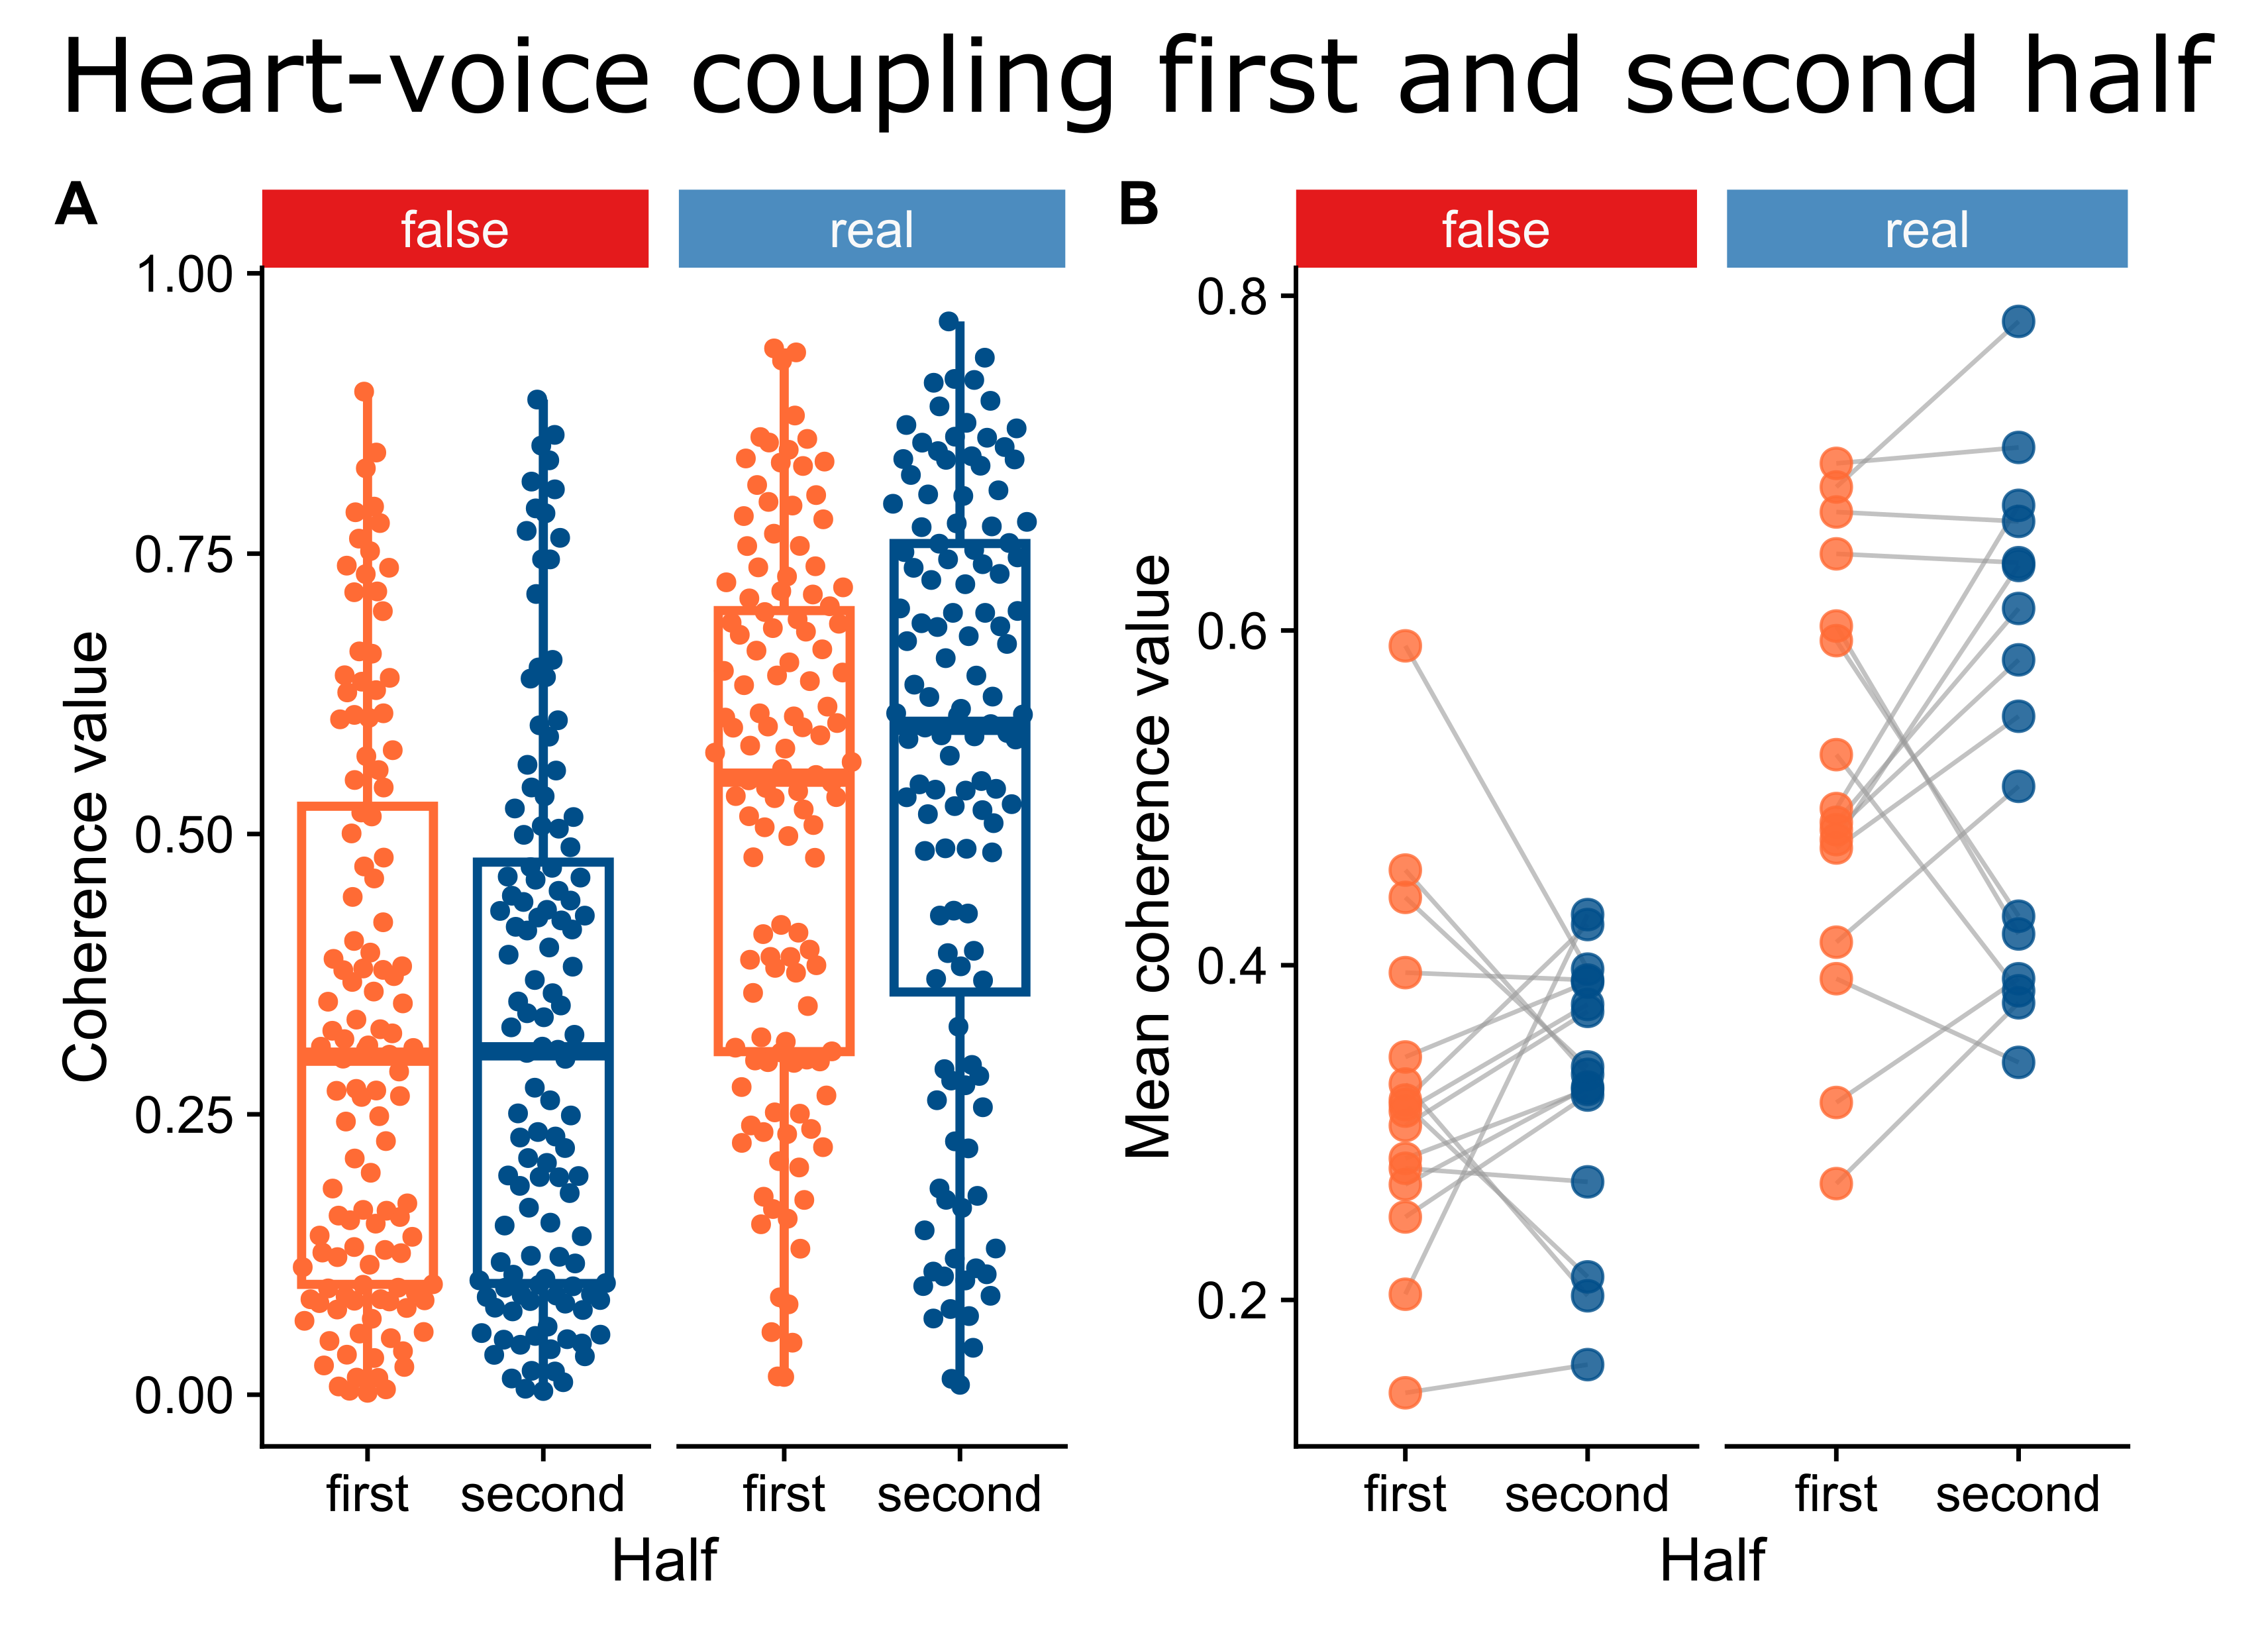 Heart-voice coupling first and second half
A
false
real
1.00
0.75
0.50
0.25
0.00
Coherence value
first
second
first
second
Half
B
false
real
0.8
0.6
0.4
0.2
Mean coherence value
first
second
first
second
Half